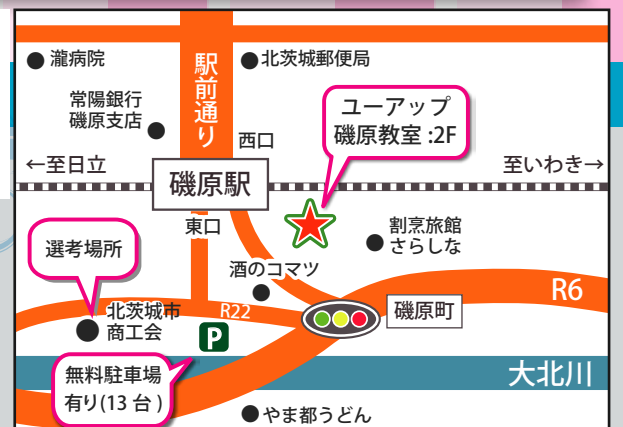 瀧病院
駅前通り
北茨城郵便局
常陽銀行
磯原支店
西口
ユーアップ
磯原教室:2F
←至日立
至いわき→
磯原駅
東口
選考場所
割烹旅館
さらしな
酒のコマツ
R6
北茨城市
商工会
R22
P
磯原町
無料駐車場
有り(13台)
大北川
やま都うどん